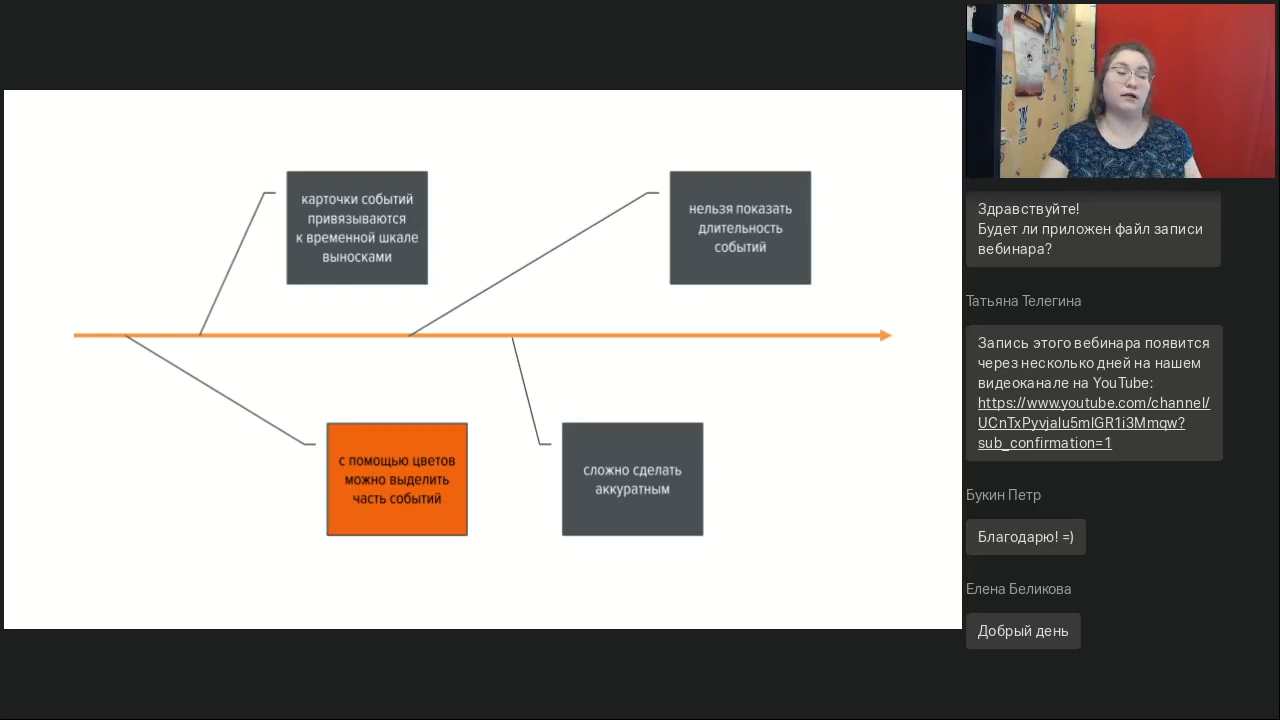 карточки событий
привязываются
к временной шкале
выносками
нельзя показать
длительность
событий
с помощью цветов
можно выделить
часть событий
сложно сделать
аккуратным
Здравствуйте!
Будет ли приложен файл записи
вебинара?
Татьяна Телегина
Запись этого вебинара появится
через несколько дней на нашем
видеоканале на YouTube:
https://www.youtube.com/channel/
UCnTxPyvjalu5mlGR1i3Mmqw?
sub_confirmation=1
Букин Петр
Благодарю! =)
Елена Беликова
Добрый день